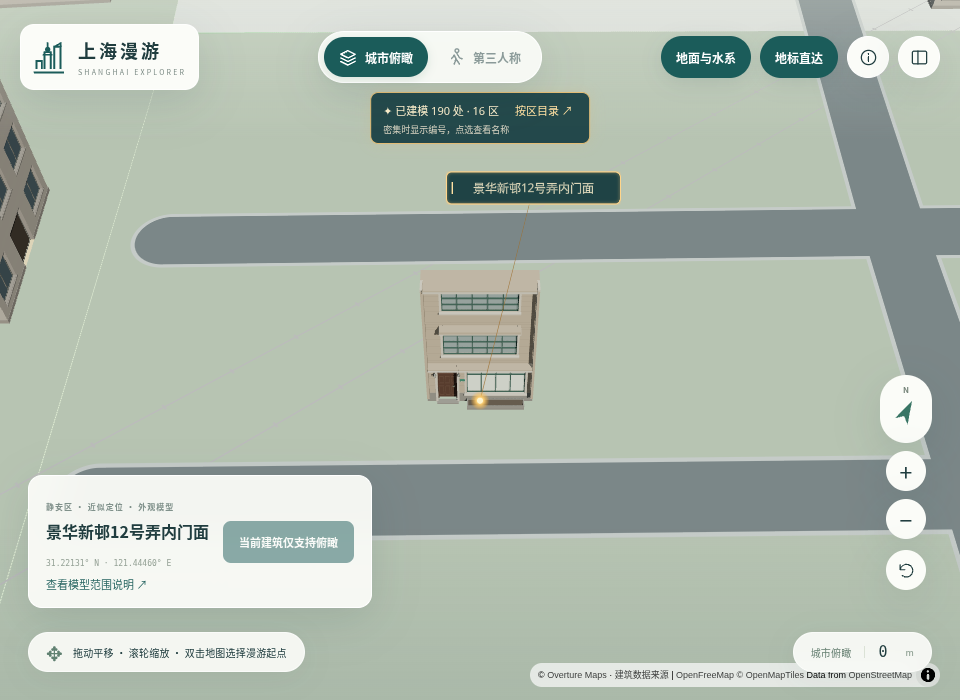 上海漫游
SHANGHAI EXPLORER
城市俯瞰
第三人称
地面与水系
地标直达
✦ 已建模 190 处 · 16 区 按区目录 ↗
密集时显示编号，点选查看名称
景华新邨12号弄内门面
N
静安区 · 近似定位 · 外观模型
景华新邨12号弄内门面
当前建筑仅支持俯瞰
31.22131° N · 121.44460° E
查看模型范围说明 ↗
拖动平移 · 滚轮缩放 · 双击地图选择漫游起点
城市俯瞰 0 m
© Overture Maps · 建筑数据来源 | OpenFreeMap © OpenMapTiles Data from OpenStreetMap